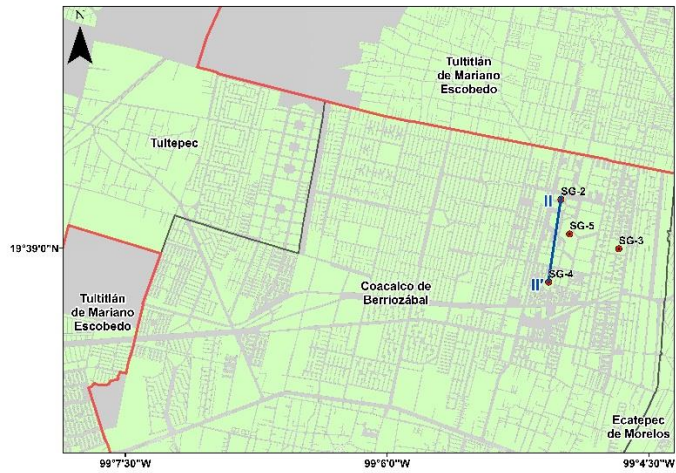 N
Tultitlán
de Mariano
Escobedo
Tultepec
SG-2
II
SG-5
SG-3
19°39'0"N
SG-4
II'
Coacalco de
Berriozábal
Tultitlán
de Mariano
Escobedo
Ecatepec
de Morelos
99°7'30"W
99°6'0"W
99°4'30"W